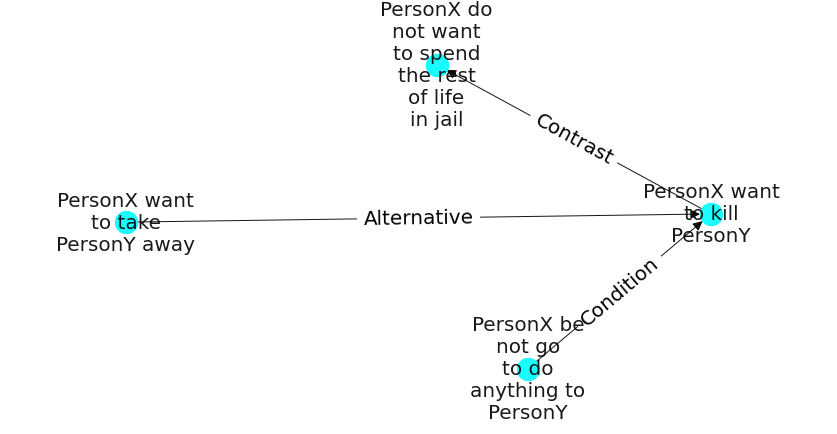 PersonX do
not want
to spend
the rest
of life
in jail
Contrast
PersonX want
to take
PersonY away
Alternative
PersonX want
to kill
PersonY
Condition
PersonX be
not go
to do
anything to
PersonY